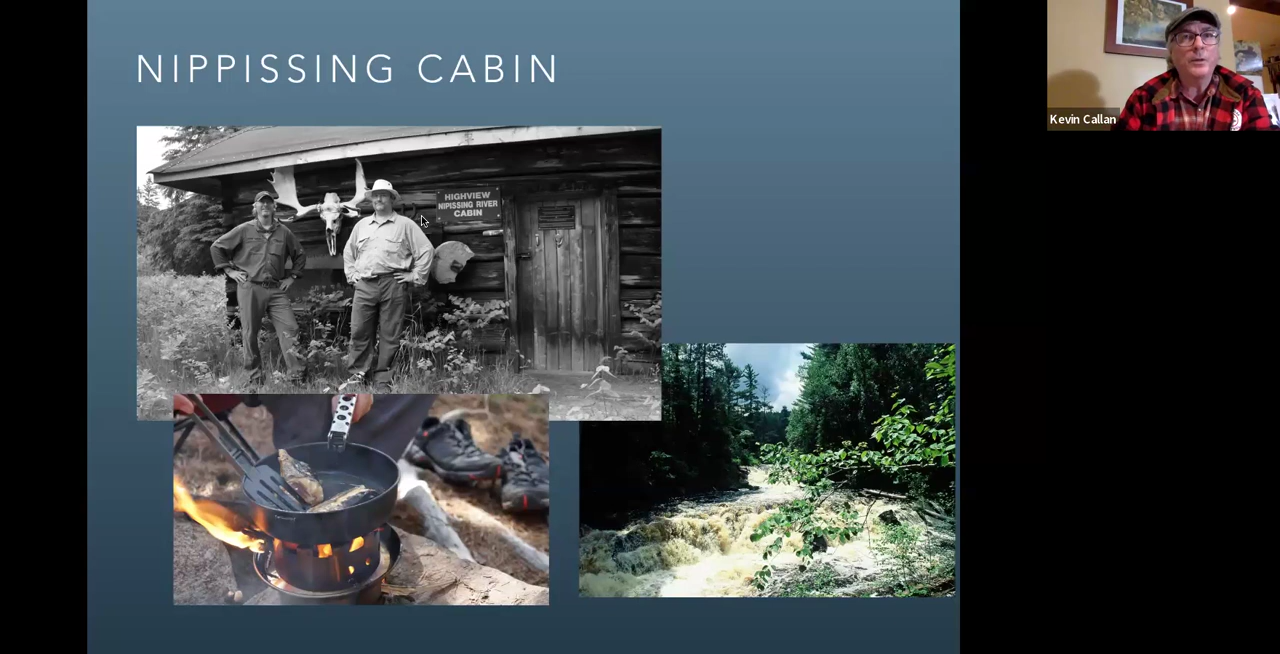 NIPPISSING CABIN
HIGHVIEW
NIPISSING RIVER
CABIN
Kevin Callan